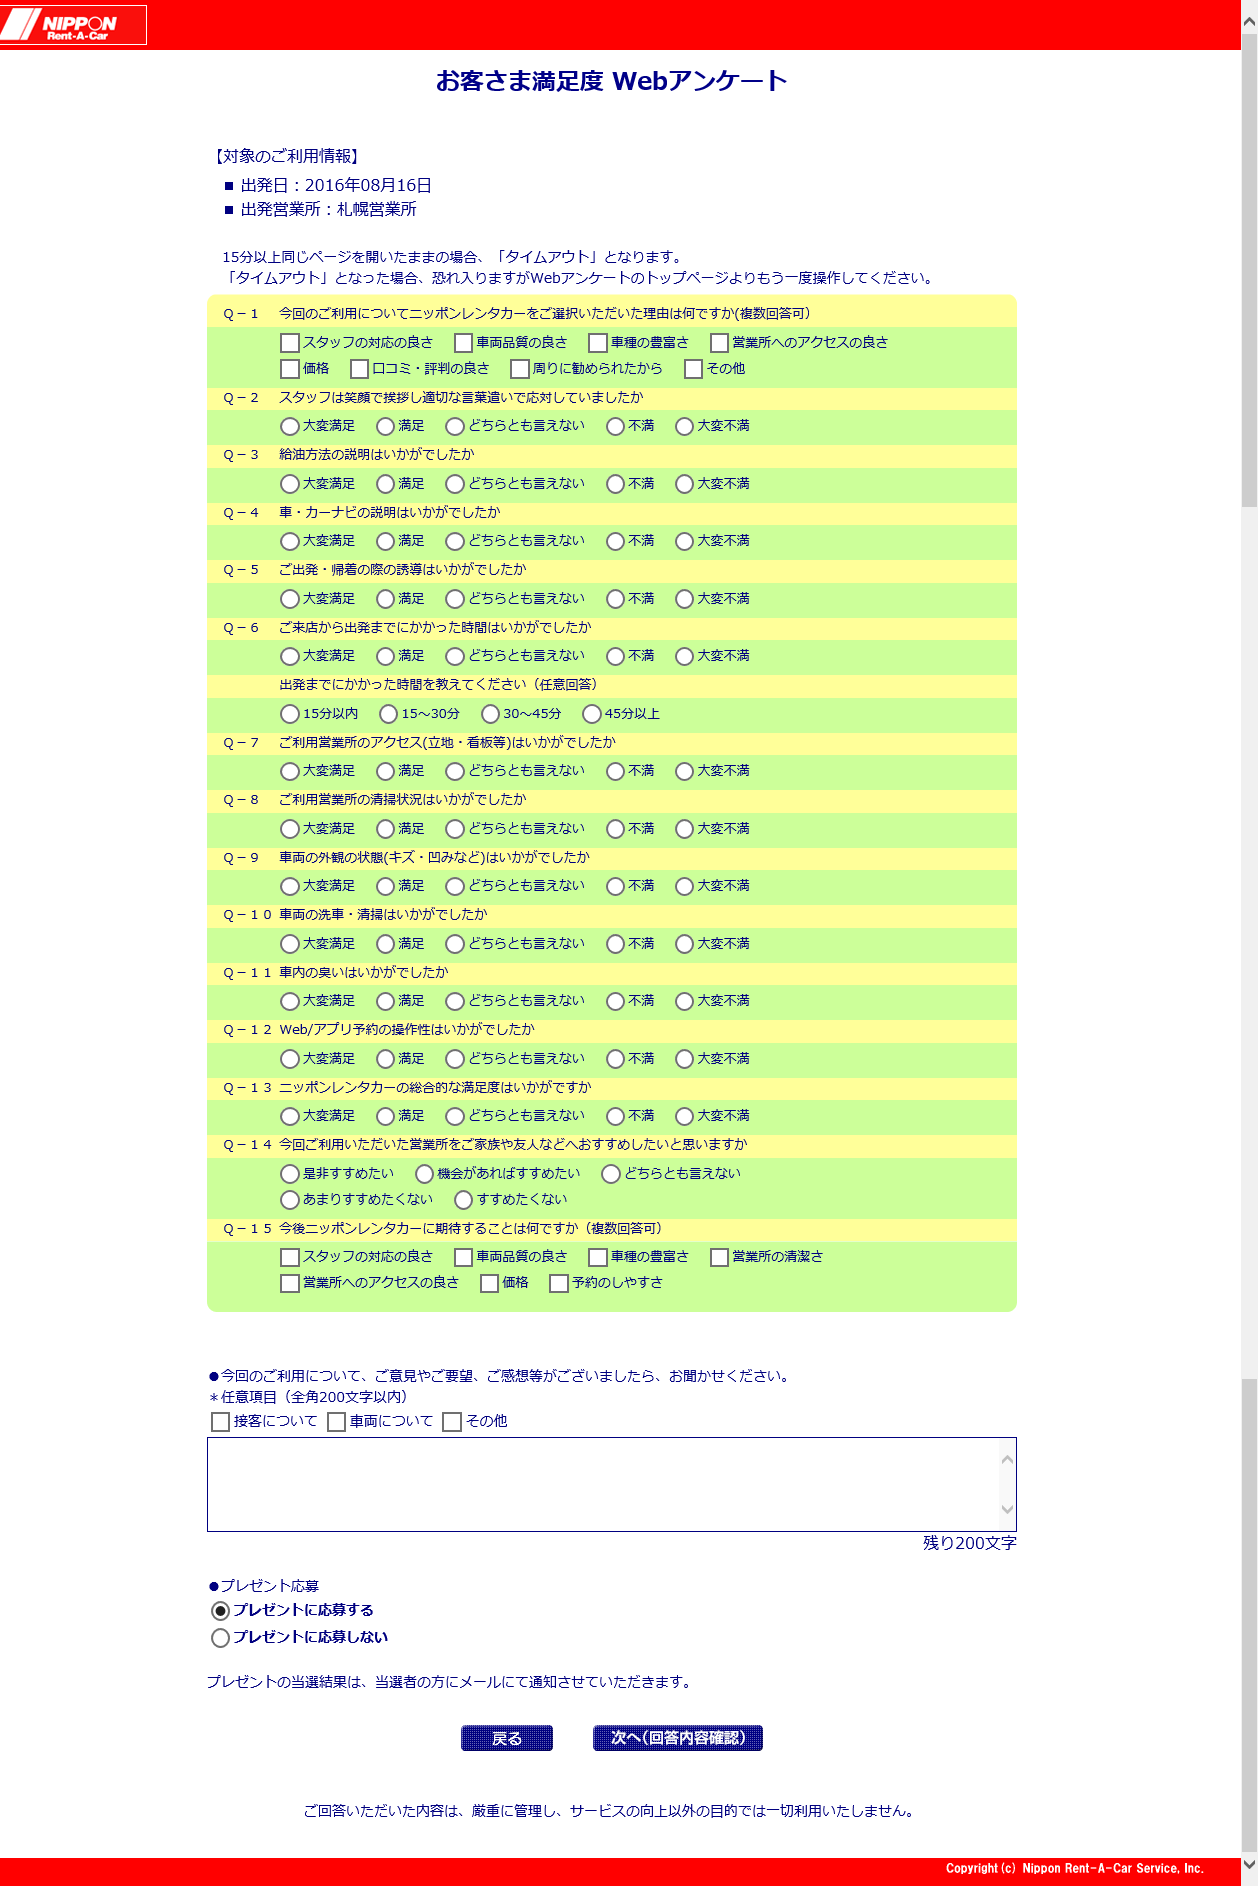 NIPPON
Rent-A-Car
お客さま満足度 Webアンケート
【対象のご利用情報】
■ 出発日：2016年08月16日
■ 出発営業所：札幌営業所
15分以上同じページを開いたままの場合、「タイムアウト」となります。
「タイムアウト」となった場合、恐れ入りますがWebアンケートのトップページよりもう一度操作してください。
Ｑ－１ 今回のご利用についてニッポンレンタカーをご選択いただいた理由は何ですか(複数回答可)
スタッフの対応の良さ 車両品質の良さ 車種の豊富さ 営業所へのアクセスの良さ
価格 口コミ・評判の良さ 周りに勧められたから その他
Ｑ－２ スタッフは笑顔で挨拶し適切な言葉遣いで応対していましたか
大変満足 満足 どちらとも言えない 不満 大変不満
Ｑ－３ 給油方法の説明はいかがでしたか
大変満足 満足 どちらとも言えない 不満 大変不満
Ｑ－４ 車・カーナビの説明はいかがでしたか
大変満足 満足 どちらとも言えない 不満 大変不満
Ｑ－５ ご出発・帰着の際の誘導はいかがでしたか
大変満足 満足 どちらとも言えない 不満 大変不満
Ｑ－６ ご来店から出発までにかかった時間はいかがでしたか
大変満足 満足 どちらとも言えない 不満 大変不満
出発までにかかった時間を教えてください（任意回答）
15分以内 15～30分 30～45分 45分以上
Ｑ－７ ご利用営業所のアクセス(立地・看板等)はいかがでしたか
大変満足 満足 どちらとも言えない 不満 大変不満
Ｑ－８ ご利用営業所の清掃状況はいかがでしたか
大変満足 満足 どちらとも言えない 不満 大変不満
Ｑ－９ 車両の外観の状態(キズ・凹みなど)はいかがでしたか
大変満足 満足 どちらとも言えない 不満 大変不満
Ｑ－１０ 車両の洗車・清掃はいかがでしたか
大変満足 満足 どちらとも言えない 不満 大変不満
Ｑ－１１ 車内の臭いはいかがでしたか
大変満足 満足 どちらとも言えない 不満 大変不満
Ｑ－１２ Web/アプリ予約の操作性はいかがでしたか
大変満足 満足 どちらとも言えない 不満 大変不満
Ｑ－１３ ニッポンレンタカーの総合的な満足度はいかがですか
大変満足 満足 どちらとも言えない 不満 大変不満
Ｑ－１４ 今回ご利用いただいた営業所をご家族や友人などへおすすめしたいと思いますか
是非すすめたい 機会があればすすめたい どちらとも言えない
あまりすすめたくない すすめたくない
Ｑ－１５ 今後ニッポンレンタカーに期待することは何ですか（複数回答可）
スタッフの対応の良さ 車両品質の良さ 車種の豊富さ 営業所の清潔さ
営業所へのアクセスの良さ 価格 予約のしやすさ
●今回のご利用について、ご意見やご要望、ご感想等がございましたら、お聞かせください。
＊任意項目（全角200文字以内）
接客について 車両について その他
残り200文字
●プレゼント応募
プレゼントに応募する
プレゼントに応募しない
プレゼントの当選結果は、当選者の方にメールにて通知させていただきます。
戻る 次へ(回答内容確認)
ご回答いただいた内容は、厳重に管理し、サービスの向上以外の目的では一切利用いたしません。
Copyright (c) Nippon Rent-A-Car Service, Inc.